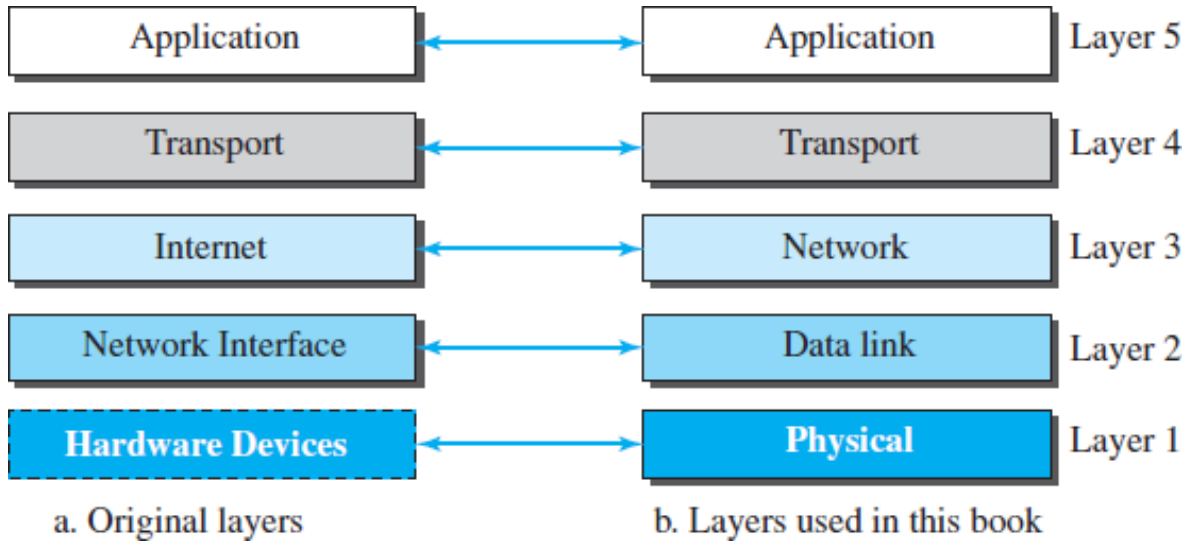 Application Application Layer 5
Transport Transport Layer 4
Internet Network Layer 3
Network Interface Data link Layer 2
Hardware Devices Physical Layer 1
a. Original layers b. Layers used in this book